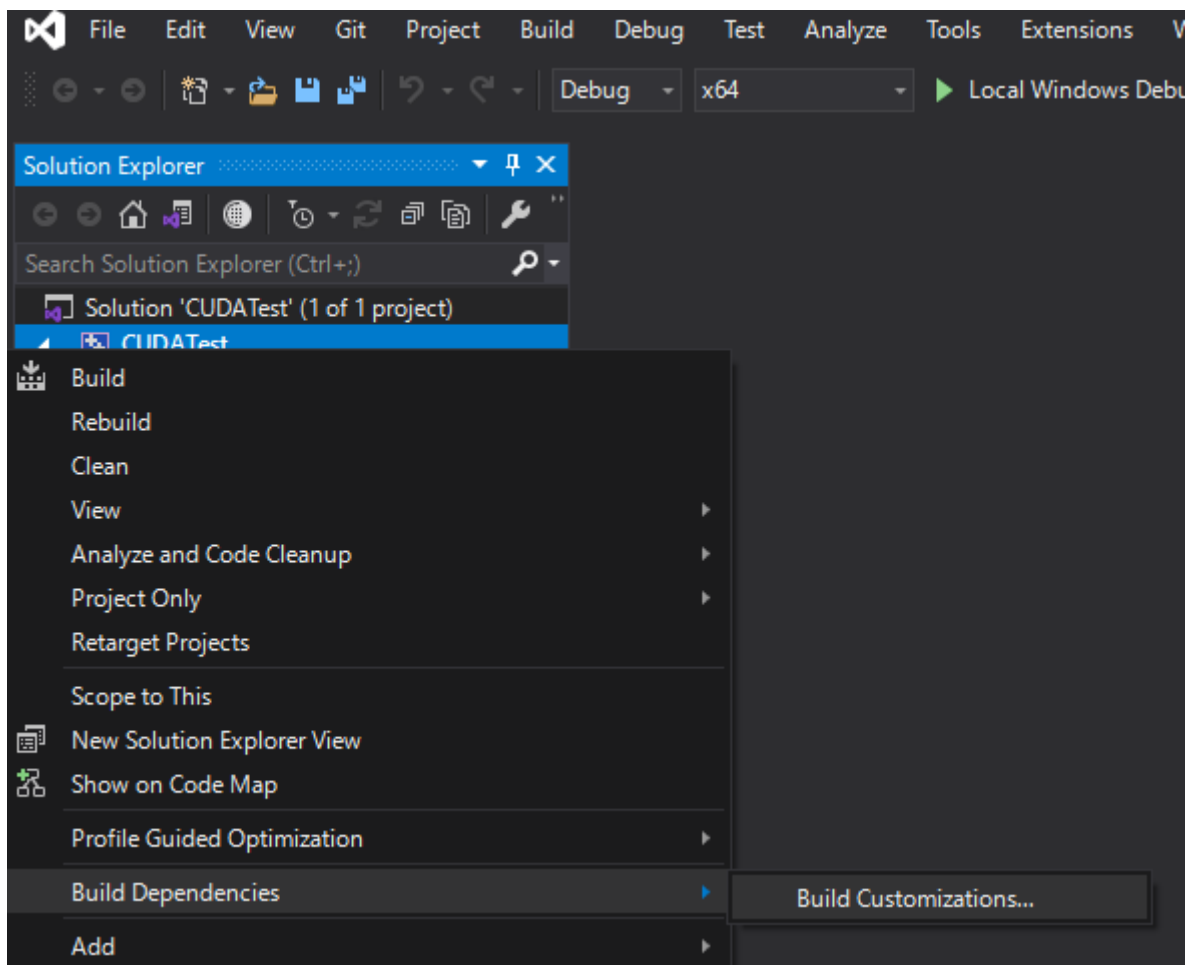 File Edit View Git Project Build Debug Test Analyze Tools Extensions
Debug x64 Local Windows Debu
Solution Explorer
Search Solution Explorer (Ctrl+;)
Solution 'CUDATest' (1 of 1 project)
CUDATest
Build
Rebuild
Clean
View
Analyze and Code Cleanup
Project Only
Retarget Projects
Scope to This
New Solution Explorer View
Show on Code Map
Profile Guided Optimization
Build Dependencies
Build Customizations...
Add